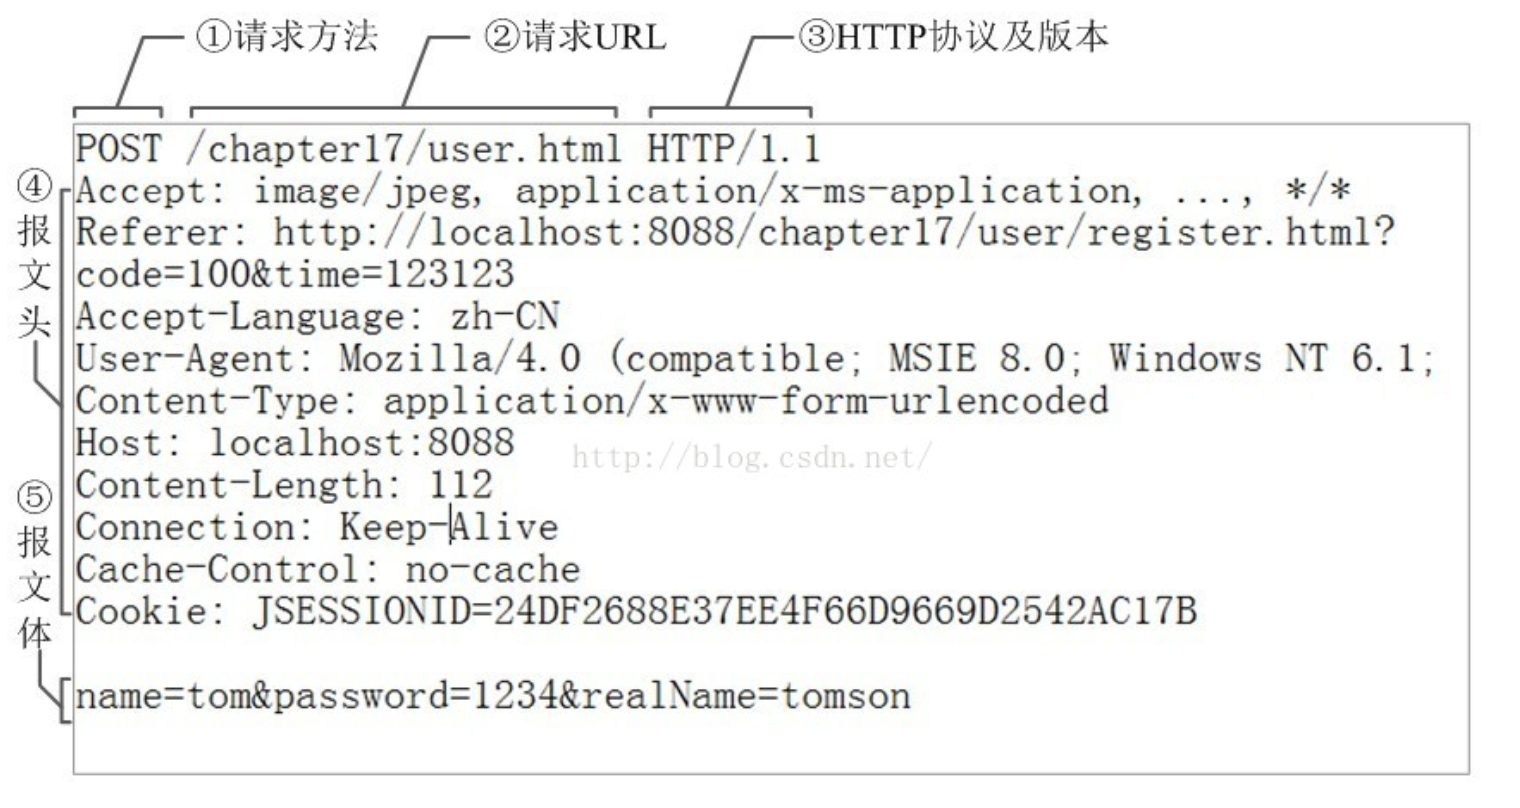 ①请求方法 ②请求URL ③HTTP协议及版本
POST /chapter17/user.html HTTP/1.1
④报文头
Accept: image/jpeg, application/x-ms-application, ..., */*
Referer: http://localhost:8088/chapter17/user/register.html?
code=100&time=123123
Accept-Language: zh-CN
User-Agent: Mozilla/4.0 (compatible; MSIE 8.0; Windows NT 6.1;
Content-Type: application/x-www-form-urlencoded
Host: localhost:8088
http://blog.csdn.net/
Content-Length: 112
Connection: Keep-Alive
Cache-Control: no-cache
Cookie: JSESSIONID=24DF2688E37EE4F66D9669D2542AC17B
⑤报文体
name=tom&password=1234&realName=tomson